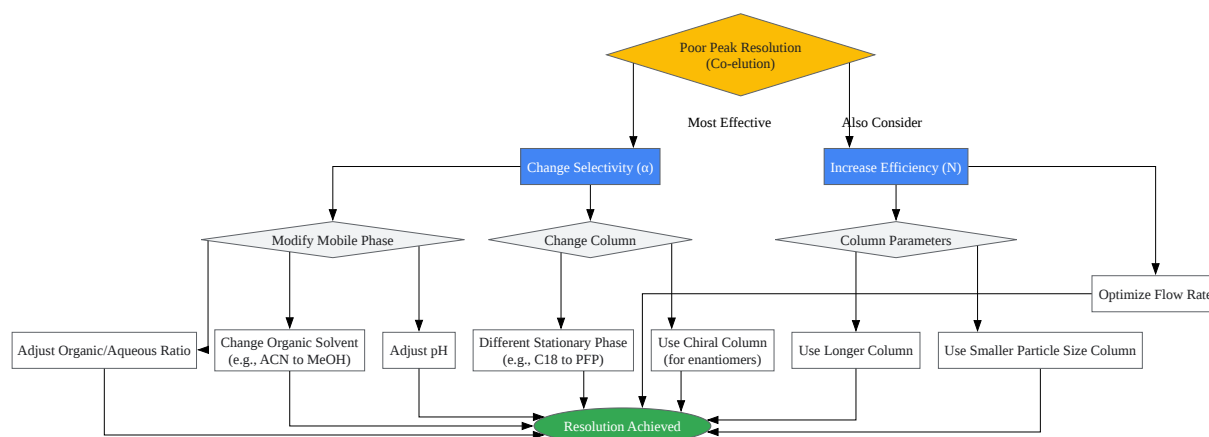 Poor Peak Resolution
(Co-elution)
Most Effective
Also Consider
Change Selectivity (α)
Increase Efficiency (N)
Modify Mobile Phase
Change Column
Column Parameters
Optimize Flow Rate
Adjust Organic/Aqueous Ratio
Change Organic Solvent
(e.g., ACN to MeOH)
Adjust pH
Different Stationary Phase
(e.g., C18 to PFP)
Use Chiral Column
(for enantiomers)
Use Longer Column
Use Smaller Particle Size Column
Resolution Achieved